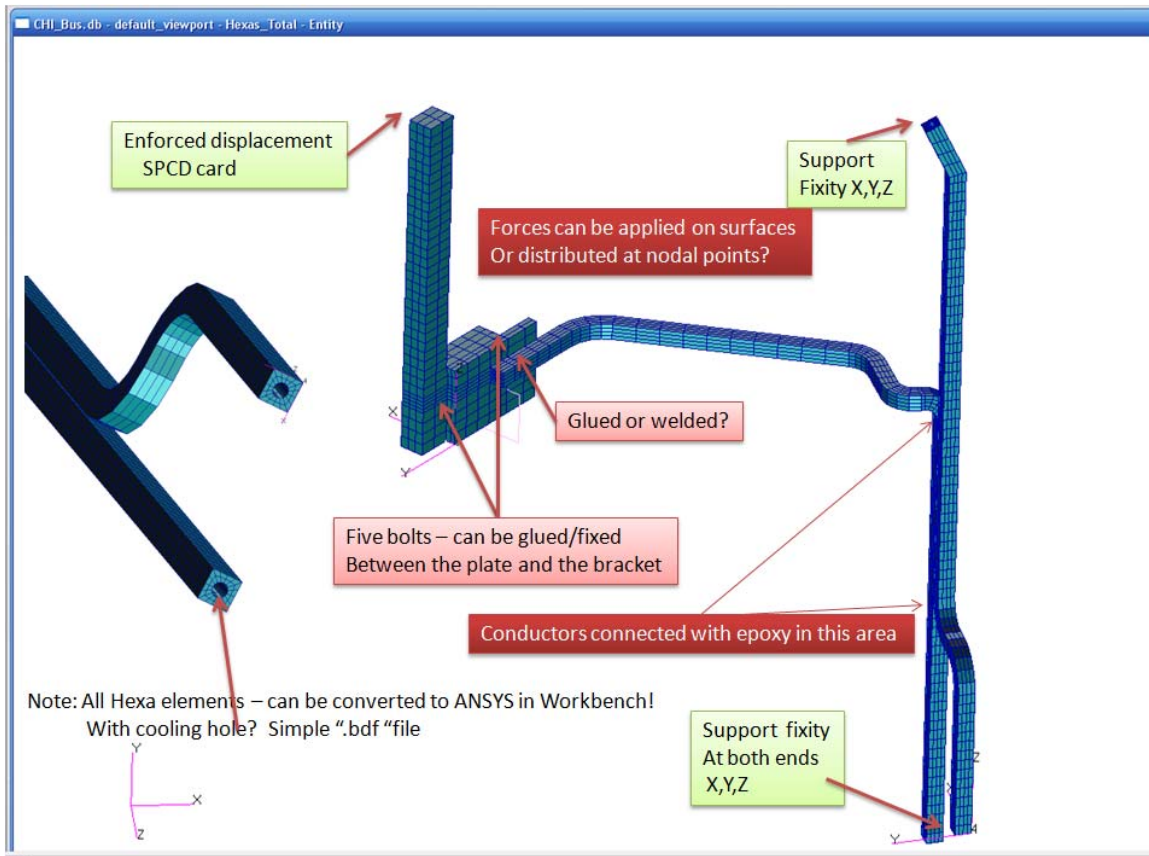 CHI_Bus.db - default_viewport - Hexas_Total - Entity
Enforced displacement
SPCD card
Support
Fixity X,Y,Z
Forces can be applied on surfaces
Or distributed at nodal points?
Glued or welded?
X
Y
Five bolts – can be glued/fixed
Between the plate and the bracket
Conductors connected with epoxy in this area
Note: All Hexa elements – can be converted to ANSYS in Workbench!
With cooling hole? Simple “.bdf “file
Support fixity
At both ends
X,Y,Z
Y
X
Z
Z
Y